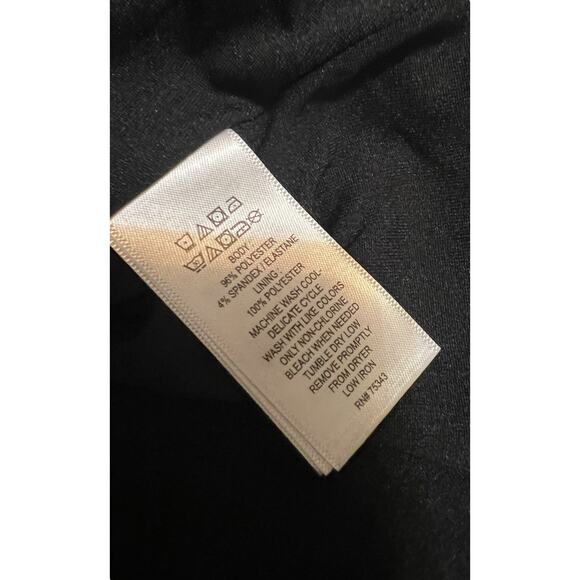 BODY
96% POLYESTER
4% SPANDEX / ELASTANE
LINING :
100% POLYESTER
MACHINE WASH COOL-
DELICATE CYCLE
WASH WITH LIKE COLORS
ONLY NON-CHLORINE
BLEACH WHEN NEEDED
TUMBLE DRY LOW
REMOVE PROMPTLY
FROM DRYER
LOW IRON
RN# 75343